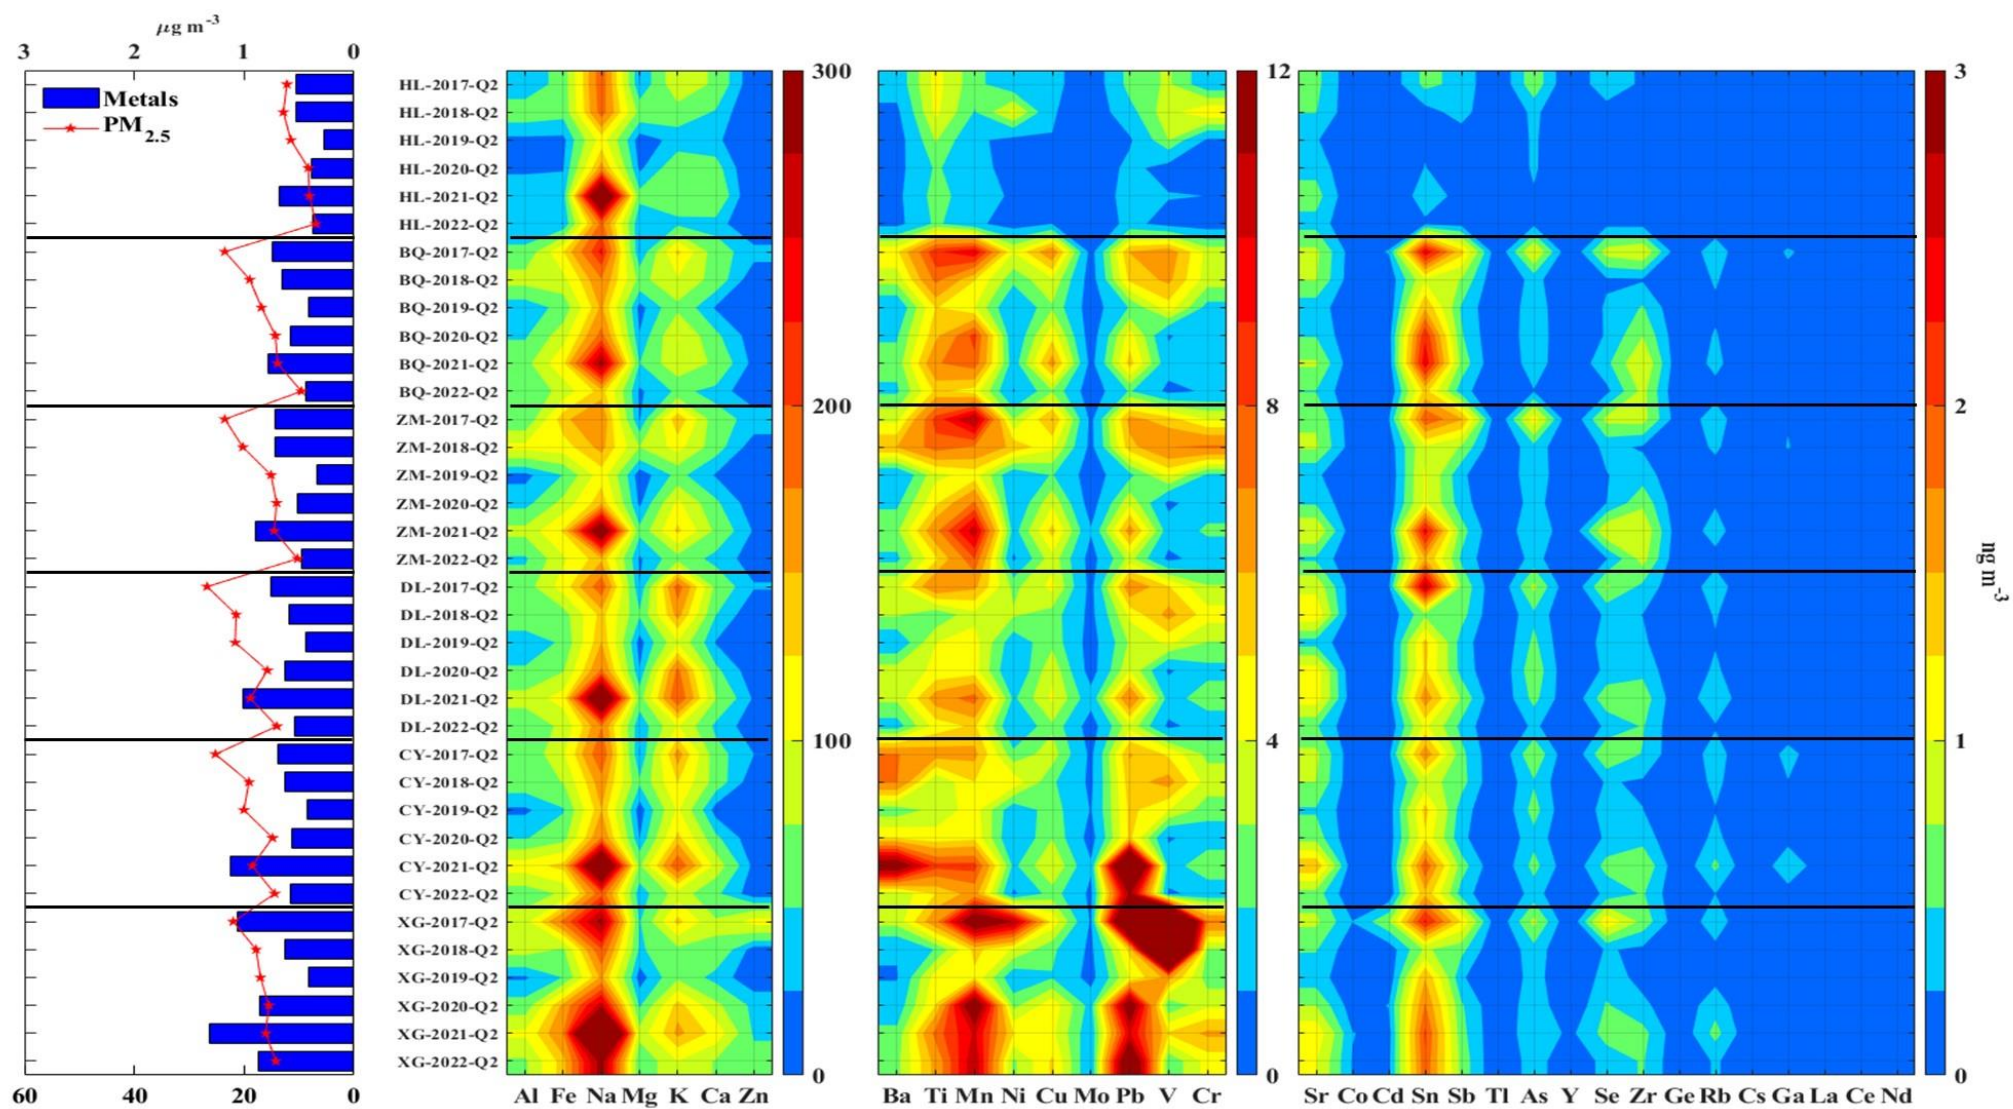 μg m-3
3 2 1 0
Metals
PM2.5
HL-2017-Q2
HL-2018-Q2
HL-2019-Q2
HL-2020-Q2
HL-2021-Q2
HL-2022-Q2
BQ-2017-Q2
BQ-2018-Q2
BQ-2019-Q2
BQ-2020-Q2
BQ-2021-Q2
BQ-2022-Q2
ZM-2017-Q2
ZM-2018-Q2
ZM-2019-Q2
ZM-2020-Q2
ZM-2021-Q2
ZM-2022-Q2
DL-2017-Q2
DL-2018-Q2
DL-2019-Q2
DL-2020-Q2
DL-2021-Q2
DL-2022-Q2
CY-2017-Q2
CY-2018-Q2
CY-2019-Q2
CY-2020-Q2
CY-2021-Q2
CY-2022-Q2
XG-2017-Q2
XG-2018-Q2
XG-2019-Q2
XG-2020-Q2
XG-2021-Q2
XG-2022-Q2
60 40 20 0
300
200
100
0
Al Fe Na Mg K Ca Zn
12
8
4
0
Ba Ti Mn Ni Cu Mo Pb V Cr
3
2
1
0
ng m-3
Sr Co Cd Sn Sb Tl As Y Se Zr Ge Rb Cs Ga La Ce Nd